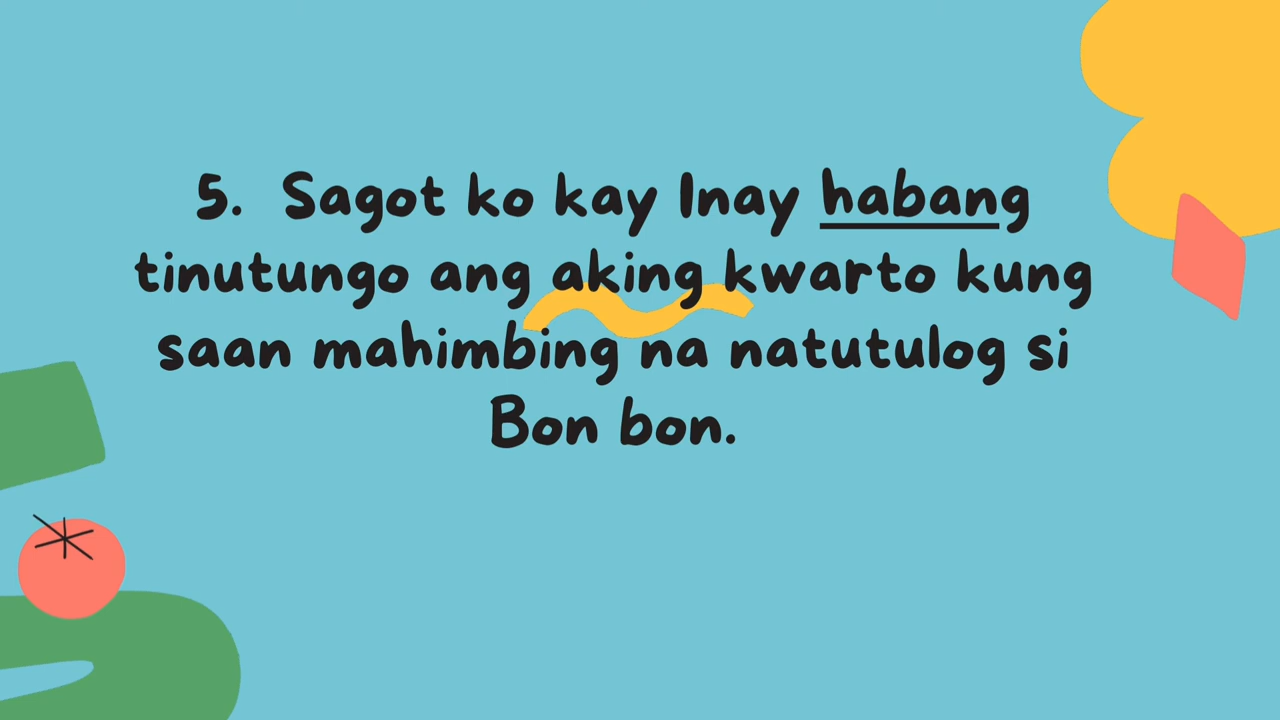 5. Sagot ko kay Inay habang
tinutungo ang aking kwarto kung
saan mahimbing na natutulog si
Bon bon.